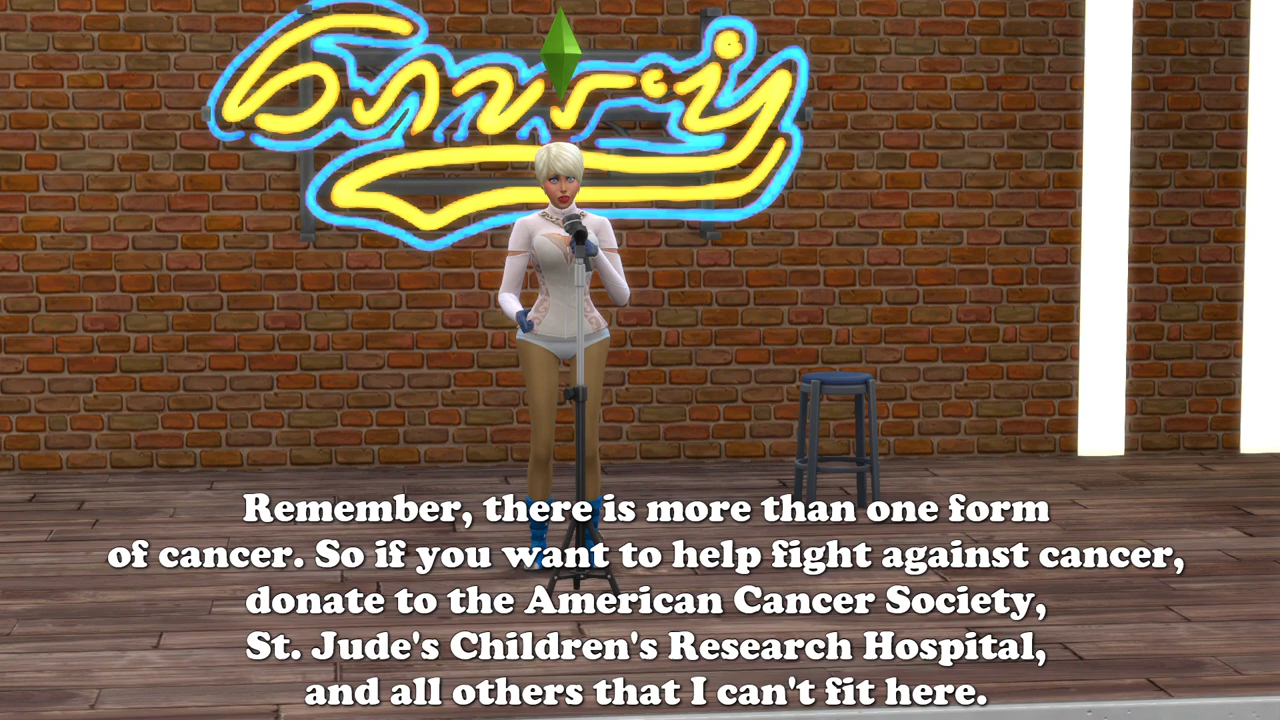 Remember, there is more than one form
of cancer. So if you want to help fight against cancer,
donate to the American Cancer Society,
St. Jude's Children's Research Hospital,
and all others that I can't fit here.